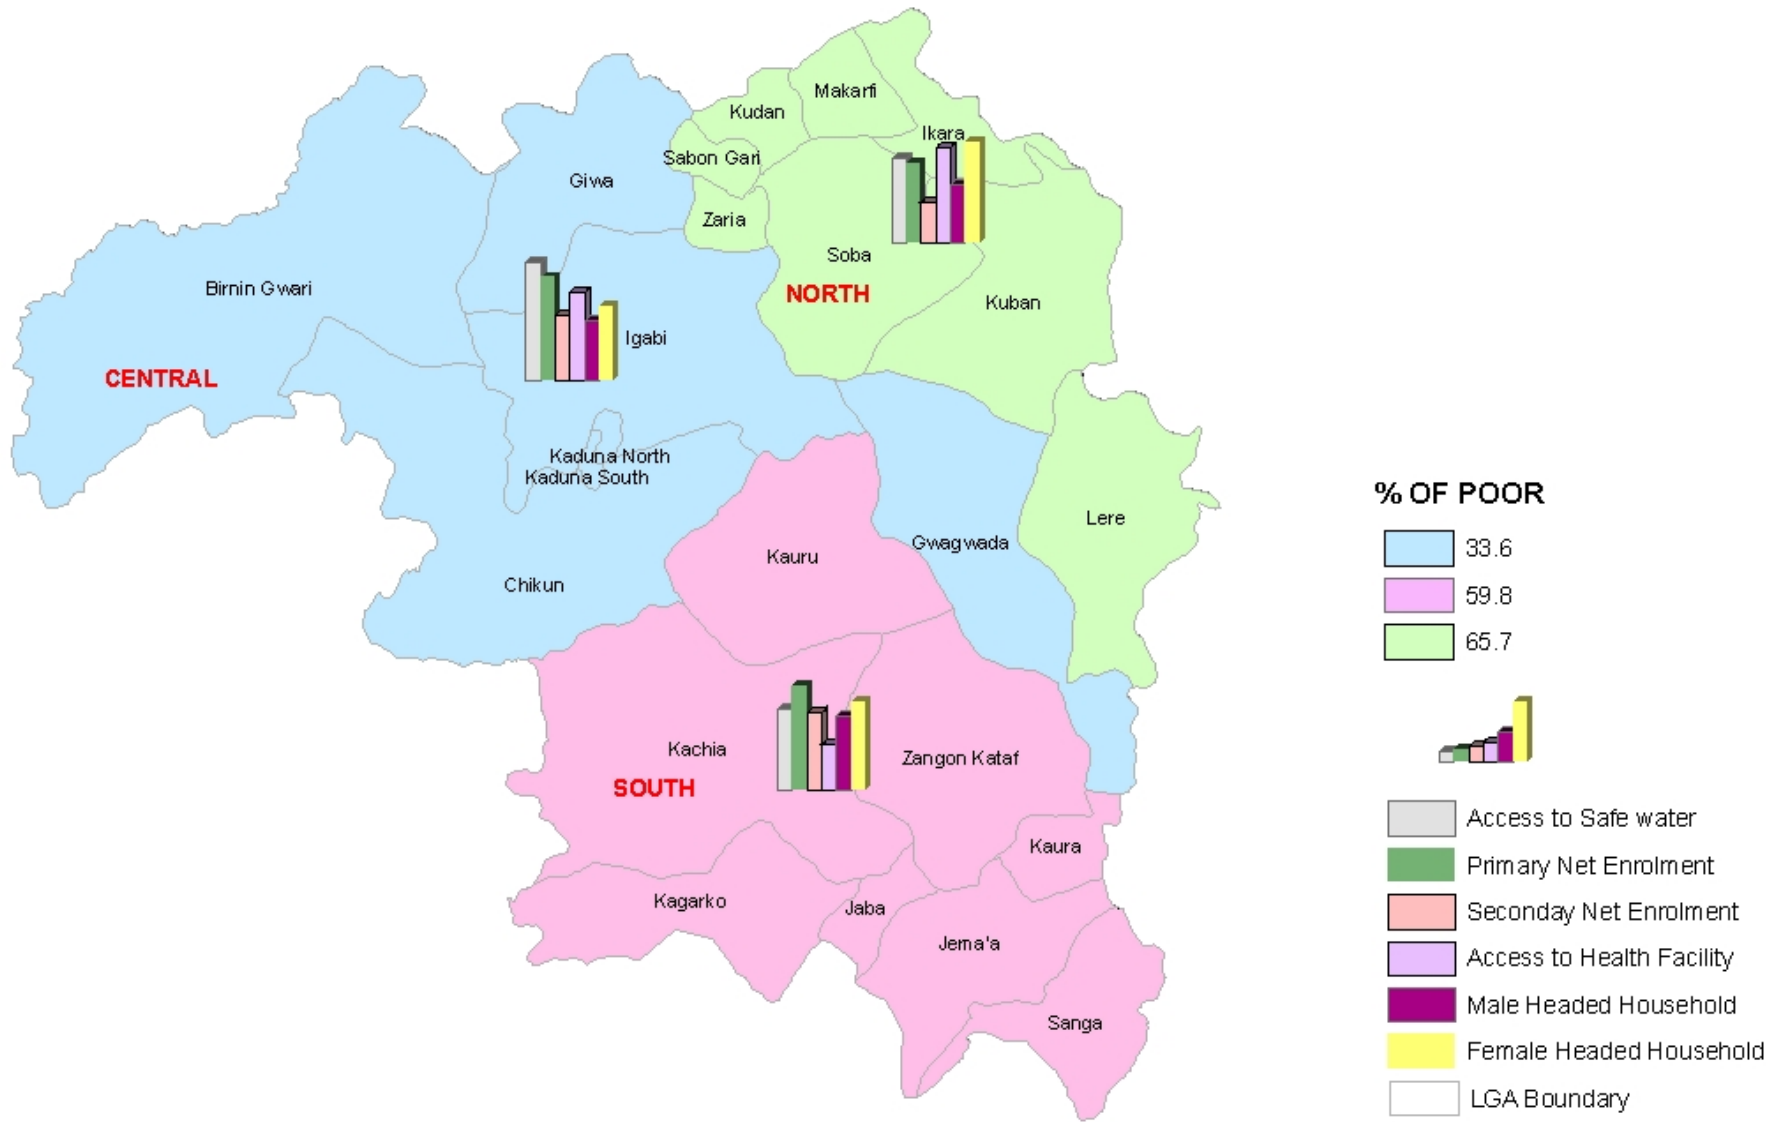 Makarfi
Kudan
Ikara
Sabon Gari
Giwa
Zaria
Soba
Birnin Gwari
NORTH
Kuban
Igabi
CENTRAL
Kaduna North
Kaduna South
% OF POOR
Lere
Gwagwada
33.6
Kauru
Chikun
59.8
65.7
Kachia
Zangon Kataf
SOUTH
Access to Safe water
Kaura
Primary Net Enrolment
Kagarko
Jaba
Seconday Net Enrolment
Jema'a
Access to Health Facility
Male Headed Household
Sanga
Female Headed Household
LGA Boundary